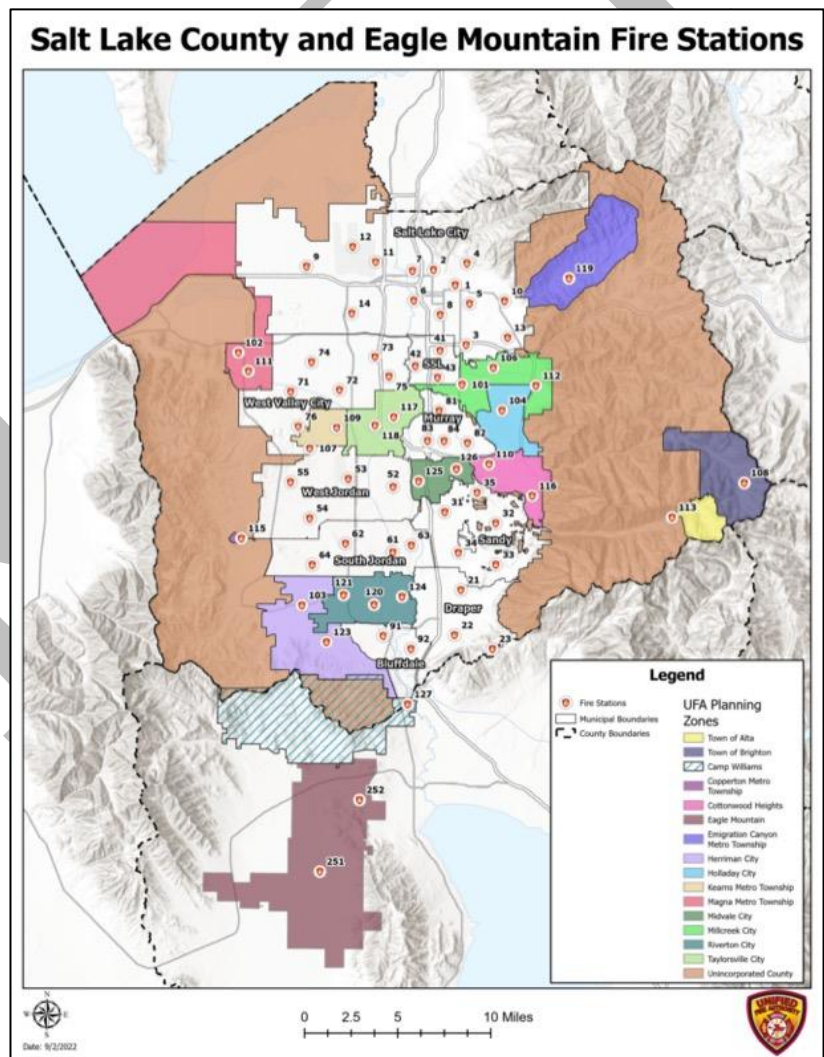 Salt Lake County and Eagle Mountain Fire Stations
Salt Lake City
12
11
9
7
2
4
119
1
6
5
10
14
8
13
3
41
102
73
42
106
74
SSL
111
43
112
71
72
75
101
West Valley City
117
81
104
76
109
Murray
118
83
84
82
107
126
110
55
53
52
125
108
West Jordan
35
116
54
31
113
32
115
62
61
63
Sandy
34
33
64
South Jordan
121
124
21
103
120
Draper
123
91
22
92
23
Bluffdale
127
252
251
Legend
Fire Stations
Municipal Boundaries
County Boundaries
UFA Planning
Zones
Town of Alta
Town of Brighton
Camp Williams
Copperton Metro
Township
Cottonwood Heights
Eagle Mountain
Emigration Canyon
Metro Township
Herriman City
Holladay City
Kearns Metro Township
Magna Metro Township
Midvale City
Millcreek City
Riverton City
Taylorsville City
Unincorporated County
N
W E
S
Date: 9/2/2022
0 2.5 5 10 Miles
UNIFIED
FIRE AUTHORITY